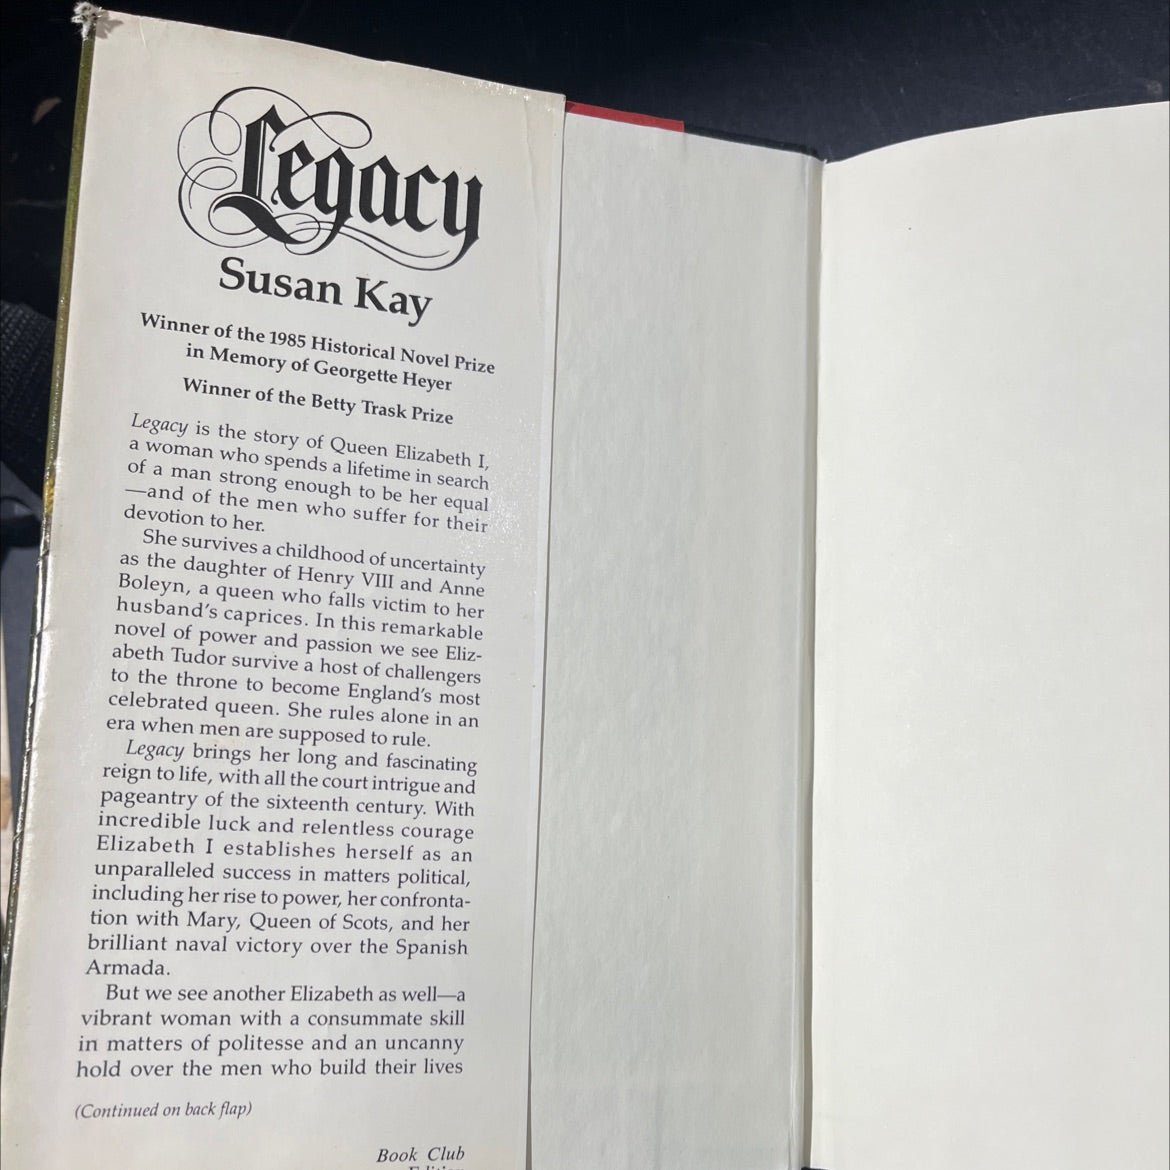 Legacy
Susan Kay
Winner of the 1985 Historical Novel Prize
in Memory of Georgette Heyer
Winner of the Betty Trask Prize
Legacy is the story of Queen Elizabeth I,
a woman who spends a lifetime in search
of a man strong enough to be her equal
—and of the men who suffer for their
devotion to her.
She survives a childhood of uncertainty
as the daughter of Henry VIII and Anne
Boleyn, a queen who falls victim to her
husband's caprices. In this remarkable
novel of power and passion we see Eliz-
abeth Tudor survive a host of challengers
to the throne to become England's most
celebrated queen. She rules alone in an
era when men are supposed to rule.
Legacy brings her long and fascinating
reign to life, with all the court intrigue and
pageantry of the sixteenth century. With
incredible luck and relentless courage
Elizabeth I establishes herself as an
unparalleled success in matters political,
including her rise to power, her confronta-
tion with Mary, Queen of Scots, and her
brilliant naval victory over the Spanish
Armada.
But we see another Elizabeth as well—a
vibrant woman with a consummate skill
in matters of politesse and an uncanny
hold over the men who build their lives
(Continued on back flap)
Book Club
Edition